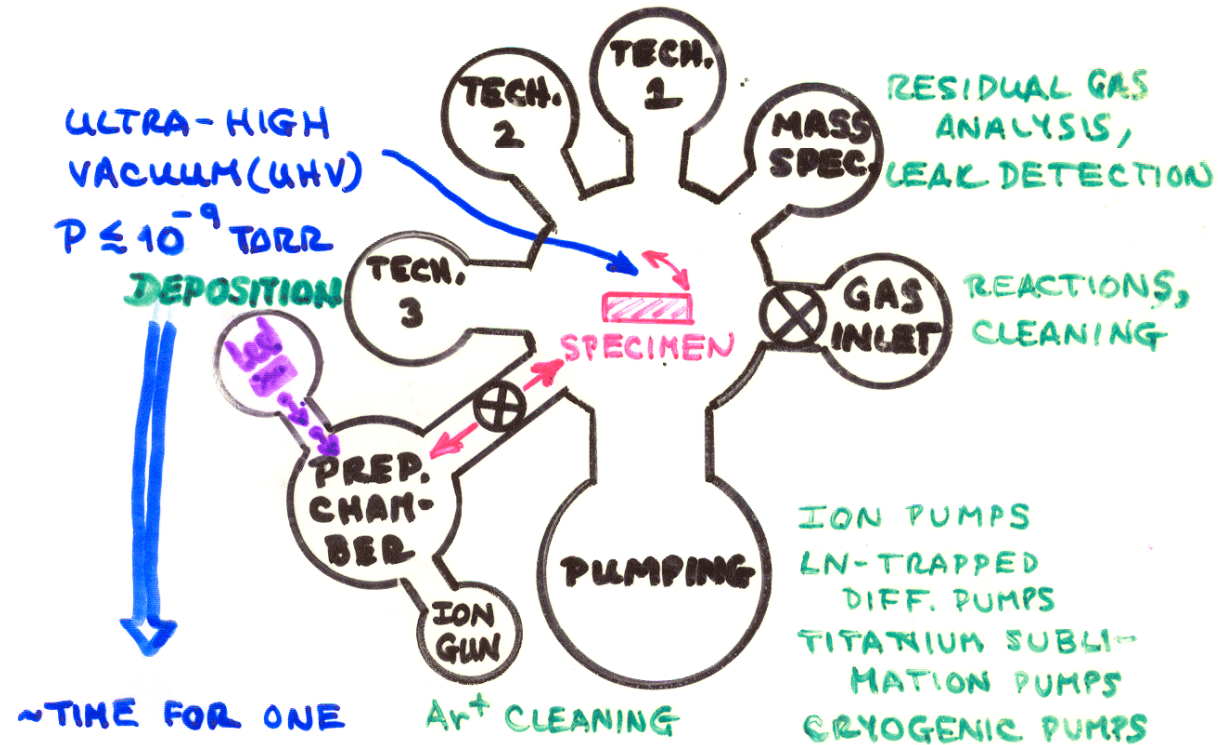 TECH.
1
TECH.
2
MASS
SPEC.
RESIDUAL GAS
ANALYSIS,
LEAK DETECTION
ULTRA-HIGH
VACUUM (UHV)
P ≤ 10⁻⁹ TORR
DEPOSITION
TECH.
3
SPECIMEN
GAS
INLET
REACTIONS,
CLEANING
PREP.
CHAM-
BER
ION
GUN
PUMPING
ION PUMPS
LN-TRAPPED
DIFF. PUMPS
TITANIUM SUBLI-
MATION PUMPS
CRYOGENIC PUMPS
~TIME FOR ONE
Ar⁺ CLEANING